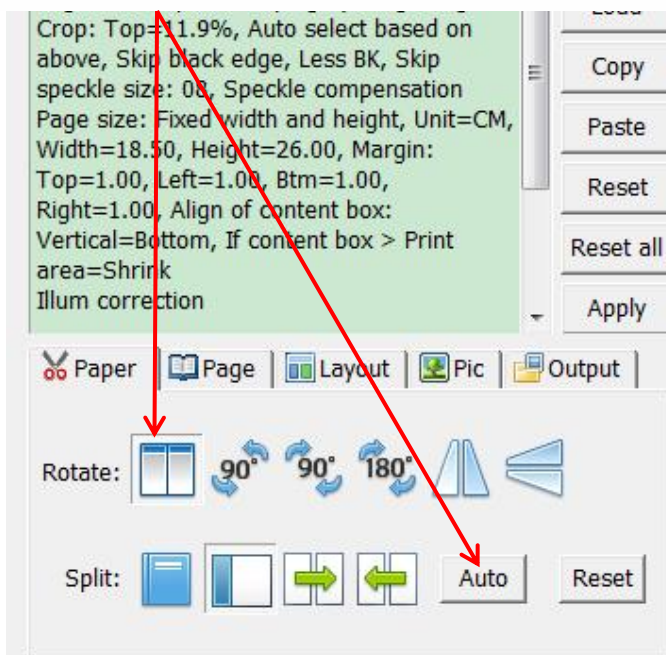 Load
Crop: Top=11.9%, Auto select based on
above, Skip black edge, Less BK, Skip
speckle size: 08, Speckle compensation
Page size: Fixed width and height, Unit=CM,
Width=18.50, Height=26.00, Margin:
Top=1.00, Left=1.00, Btm=1.00,
Right=1.00, Align of content box:
Vertical=Bottom, If content box > Print
area=Shrink
Illum correction
Copy
Paste
Reset
Reset all
Apply
Paper Page Layout Pic Output
Rotate: 90° 90° 180°
Split: Auto Reset